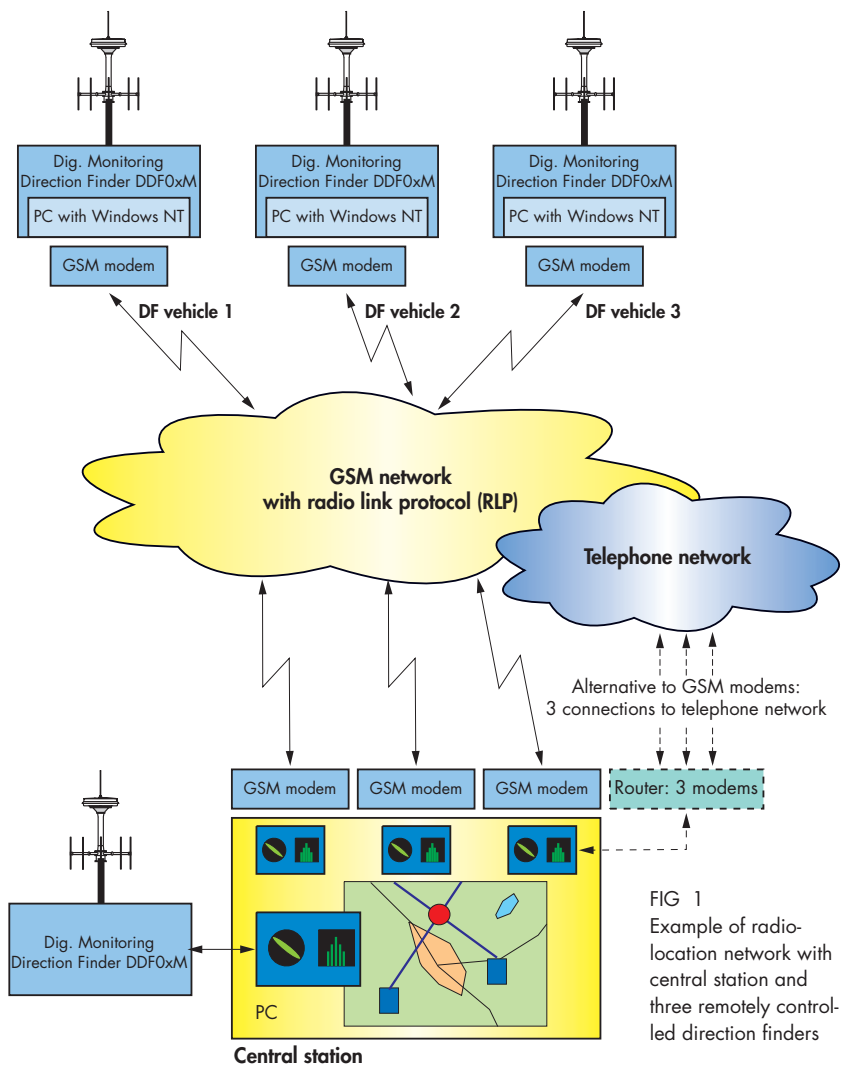 Dig. Monitoring
Direction Finder DDF0xM
PC with Windows NT
GSM modem
DF vehicle 1
Dig. Monitoring
Direction Finder DDF0xM
PC with Windows NT
GSM modem
DF vehicle 2
Dig. Monitoring
Direction Finder DDF0xM
PC with Windows NT
GSM modem
DF vehicle 3
GSM network
with radio link protocol (RLP)
Telephone network
Alternative to GSM modems:
3 connections to telephone network
GSM modem
GSM modem
GSM modem
Router: 3 modems
Dig. Monitoring
Direction Finder DDF0xM
PC
Central station
FIG 1
Example of radio-
location network with
central station and
three remotely control-
led direction finders